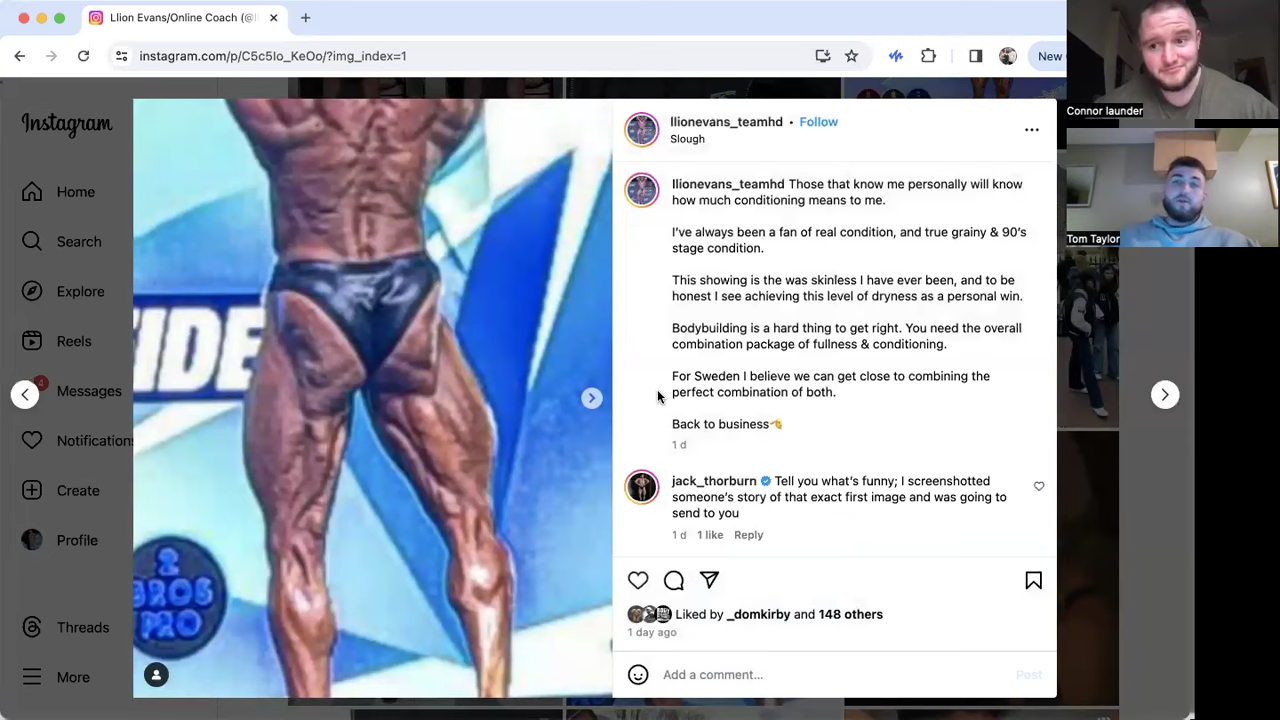 Llion Evans/Online Coach (@l
instagram.com/p/C5c5Io_KeOo/?img_index=1
New
Connor launder
Tom Taylor
Instagram
Home
Search
Explore
Reels
4
Messages
Notifications
Create
Profile
Threads
More
SIDE
2
BROS
PRO
llionevans_teamhd • Follow
Slough
llionevans_teamhd Those that know me personally will know
how much conditioning means to me.
I've always been a fan of real condition, and true grainy & 90's
stage condition.
This showing is the was skinless I have ever been, and to be
honest I see achieving this level of dryness as a personal win.
Bodybuilding is a hard thing to get right. You need the overall
combination package of fullness & conditioning.
For Sweden I believe we can get close to combining the
perfect combination of both.
Back to business
1 d
jack_thorburn Tell you what's funny; I screenshotted
someone's story of that exact first image and was going to
send to you
1 d 1 like Reply
Liked by _domkirby and 148 others
1 day ago
Add a comment...
Post